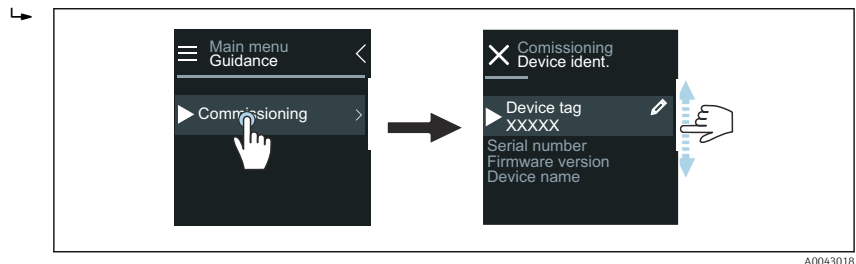 Main menu
Guidance
Commissioning
Comissioning
Device ident.
Device tag
XXXXX
Serial number
Firmware version
Device name
A0043018